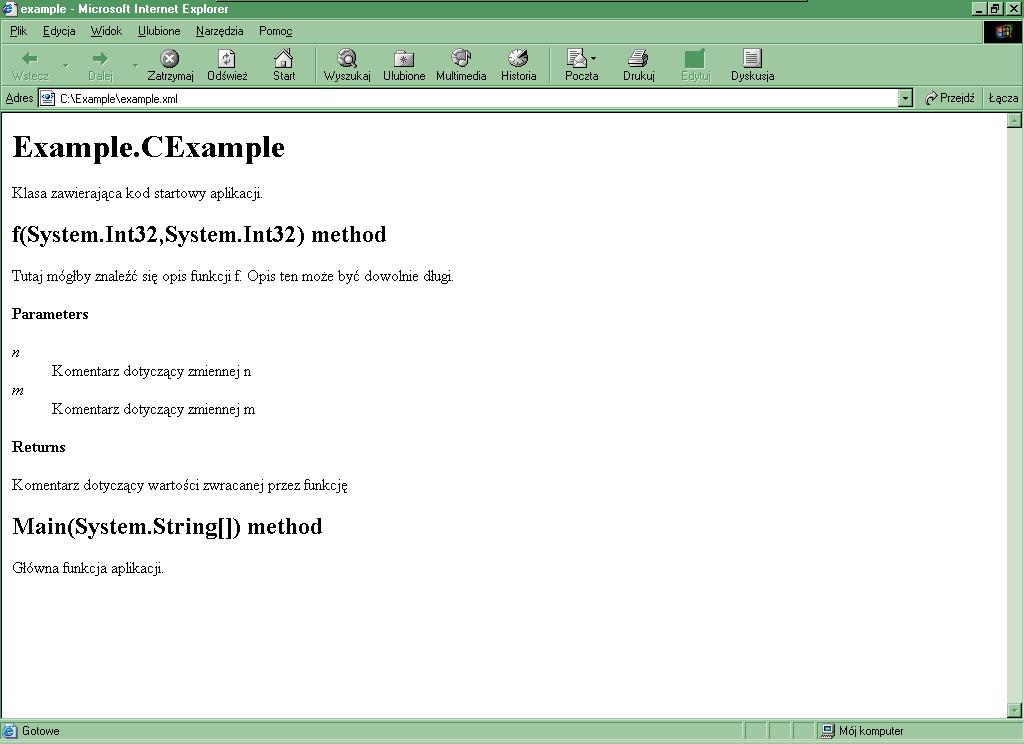 example - Microsoft Internet Explorer
Plik Edycja Widok Ulubione Narzędzia Pomoc
Wstecz Dalej Zatrzymaj Odśwież Start Wyszukaj Ulubione Multimedia Historia Poczta Drukuj Edytuj Dyskusja
Adres C:\Example\example.xml Przejdź Łącza
Example.CExample
Klasa zawierająca kod startowy aplikacji.
f(System.Int32,System.Int32) method
Tutaj mógłby znaleźć się opis funkcji f. Opis ten może być dowolnie długi.
Parameters
n
Komentarz dotyczący zmiennej n
m
Komentarz dotyczący zmiennej m
Returns
Komentarz dotyczący wartości zwracanej przez funkcję
Main(System.String[]) method
Główna funkcja aplikacji.
Gotowe Mój komputer